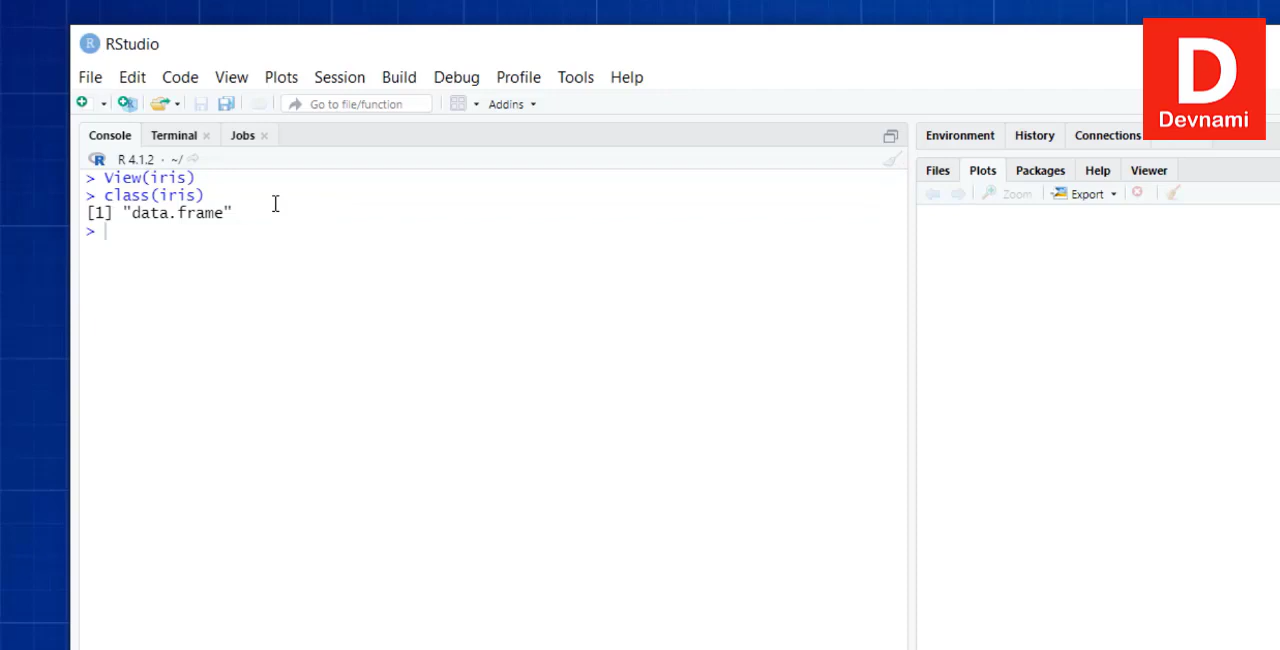 R RStudio
File Edit Code View Plots Session Build Debug Profile Tools Help
Go to file/function Addins
Console Terminal Jobs
R R 4.1.2 · ~/
> View(iris)
> class(iris)
[1] "data.frame"
>
Environment History Connections
Files Plots Packages Help Viewer
Zoom Export
D
Devnami